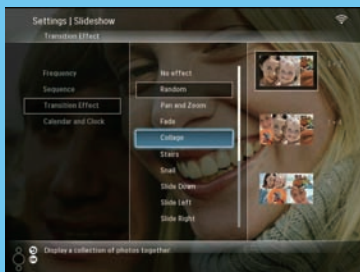 Settings | Slideshow
Transition Effect
Frequency
Sequence
Transition Effect
Calendar and Clock
No effect
Random
Pan and Zoom
Fade
Collage
Stairs
Snail
Slide Down
Slide Left
Slide Right
Display a collection of photos together